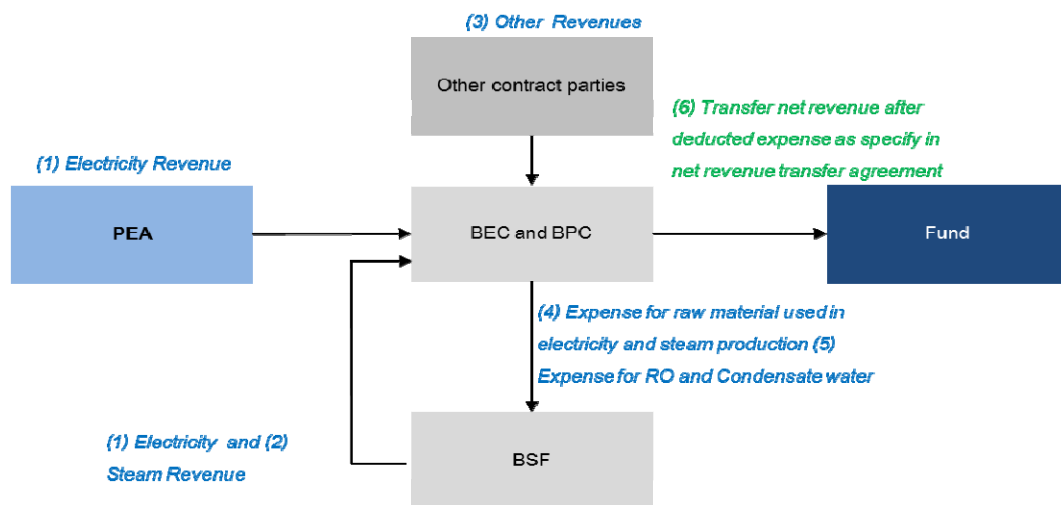 (3) Other Revenues
Other contract parties
(6) Transfer net revenue after
deducted expense as specify in
net revenue transfer agreement
(1) Electricity Revenue
PEA
BEC and BPC
Fund
(4) Expense for raw material used in
electricity and steam production (5)
Expense for RO and Condensate water
(1) Electricity and (2)
Steam Revenue
BSF